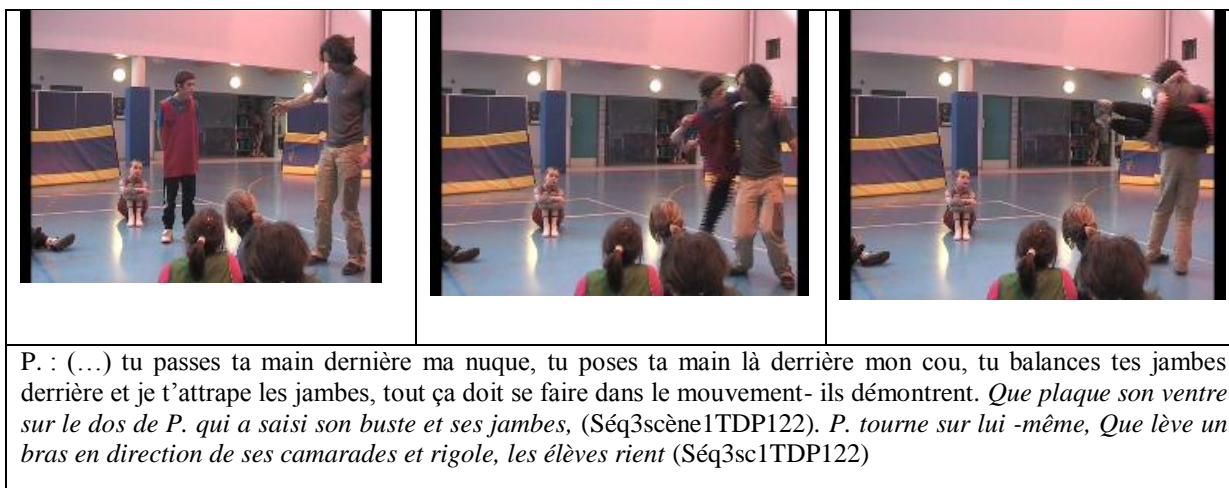 P. : (…) tu passes ta main dernière ma nuque, tu poses ta main là derrière mon cou, tu balances tes jambes
derrière et je t’attrape les jambes, tout ça doit se faire dans le mouvement- ils démontrent. Que plaque son ventre
sur le dos de P. qui a saisi son buste et ses jambes, (Séq3scène1TDP122). P. tourne sur lui -même, Que lève un
bras en direction de ses camarades et rigole, les élèves rient (Séq3sc1TDP122)